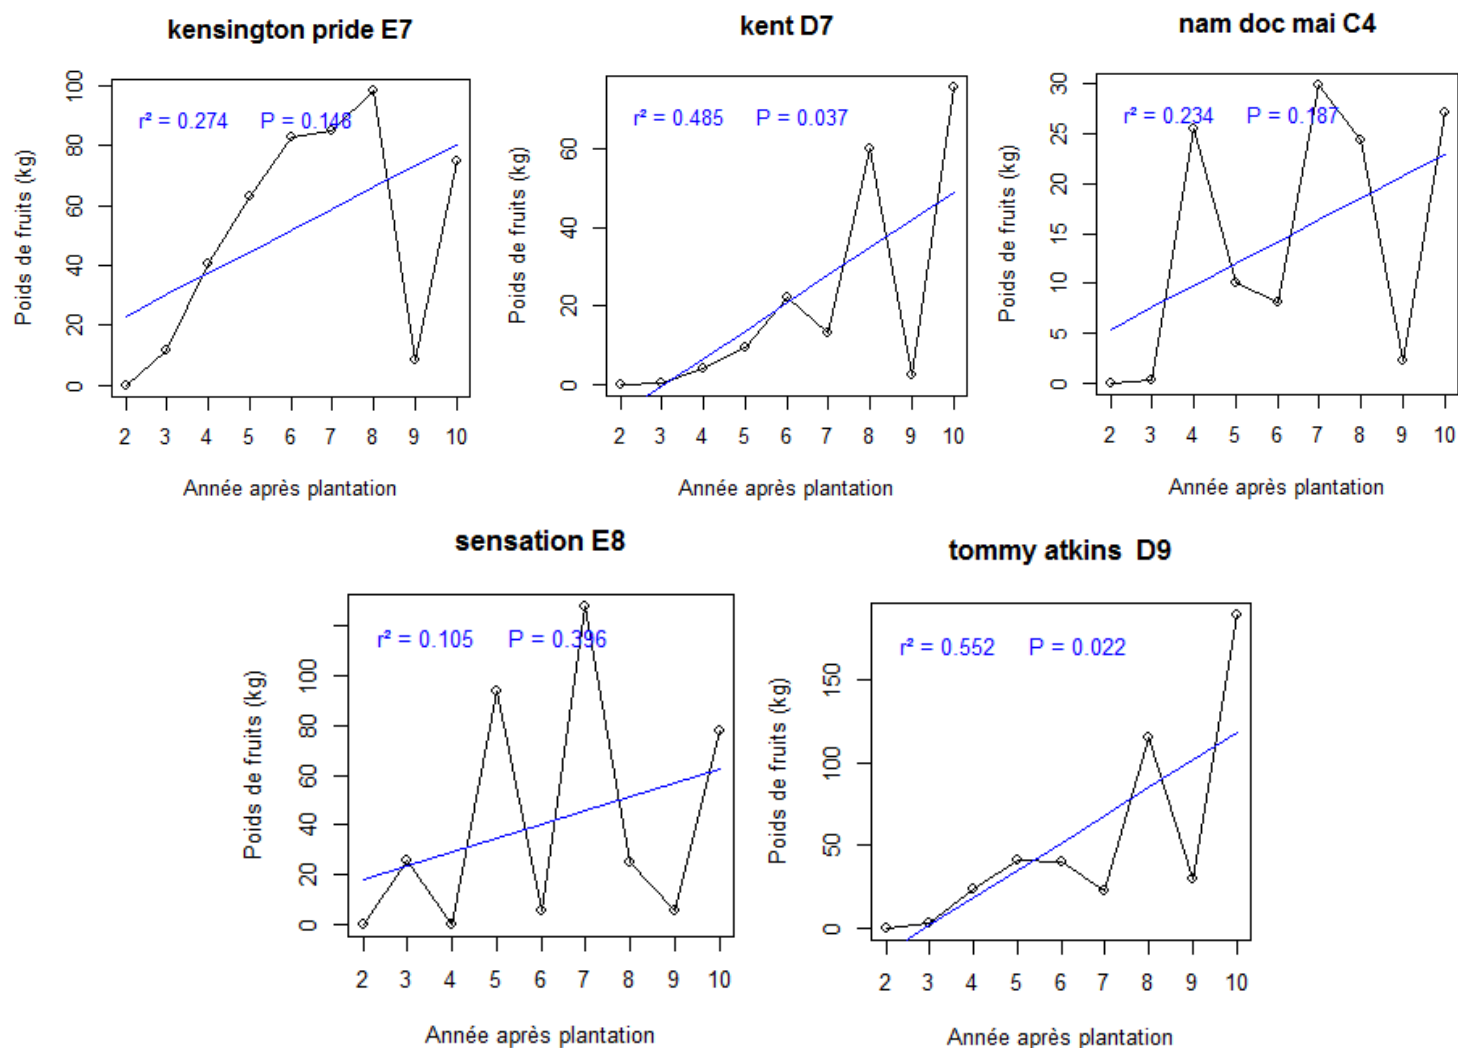 kensington pride E7
r² = 0.274 P = 0.148
Poids de fruits (kg)
100
80
60
40
20
0
2 3 4 5 6 7 8 9 10
Année après plantation
kent D7
r² = 0.485 P = 0.037
Poids de fruits (kg)
60
40
20
0
2 3 4 5 6 7 8 9 10
Année après plantation
nam doc mai C4
r² = 0.234 P = 0.187
Poids de fruits (kg)
30
25
20
15
10
5
0
2 3 4 5 6 7 8 9 10
Année après plantation
sensation E8
r² = 0.105 P = 0.396
Poids de fruits (kg)
100
80
60
40
20
0
2 3 4 5 6 7 8 9 10
Année après plantation
tommy atkins D9
r² = 0.552 P = 0.022
Poids de fruits (kg)
150
100
50
0
2 3 4 5 6 7 8 9 10
Année après plantation